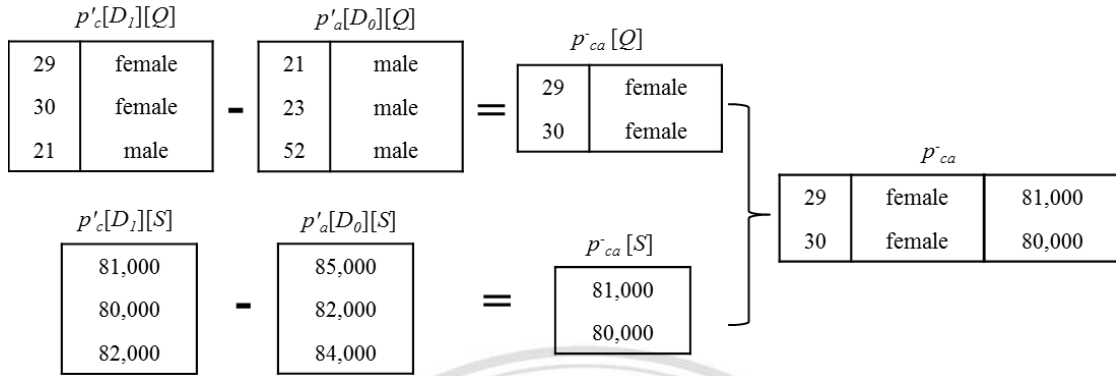 p'c[D1][Q] p'a[D0][Q] p-ca [Q]
29 female
30 female
21 male
-
21 male
23 male
52 male
=
29 female
30 female
p'c[D1][S] p'a[D0][S] p-ca [S]
81,000
80,000
82,000
-
85,000
82,000
84,000
=
81,000
80,000
p-ca
29 female 81,000
30 female 80,000